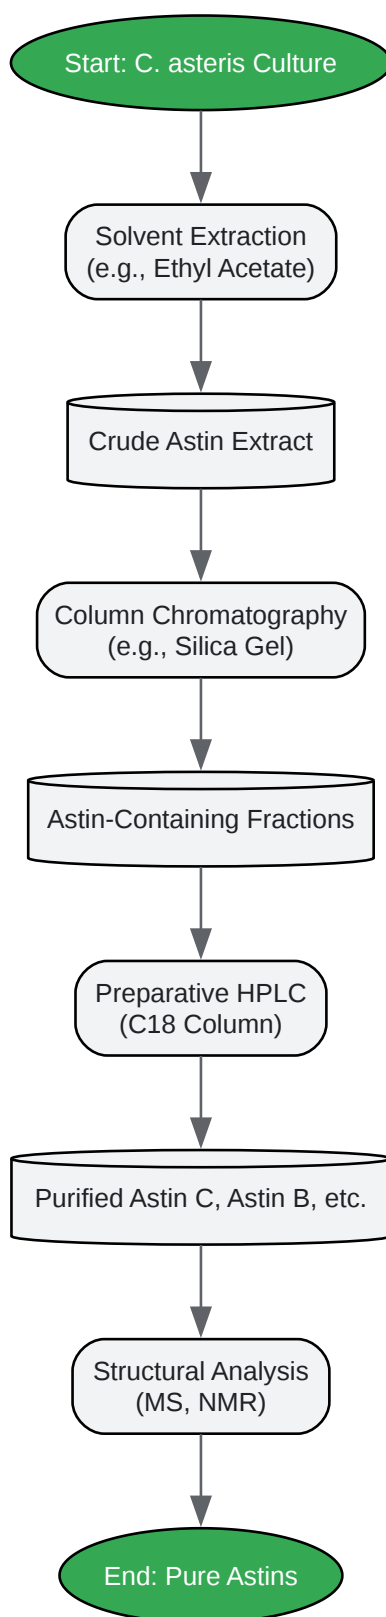 Start: C. asteris Culture
Solvent Extraction
(e.g., Ethyl Acetate)
Crude Astin Extract
Column Chromatography
(e.g., Silica Gel)
Astin-Containing Fractions
Preparative HPLC
(C18 Column)
Purified Astin C, Astin B, etc.
Structural Analysis
(MS, NMR)
End: Pure Astins